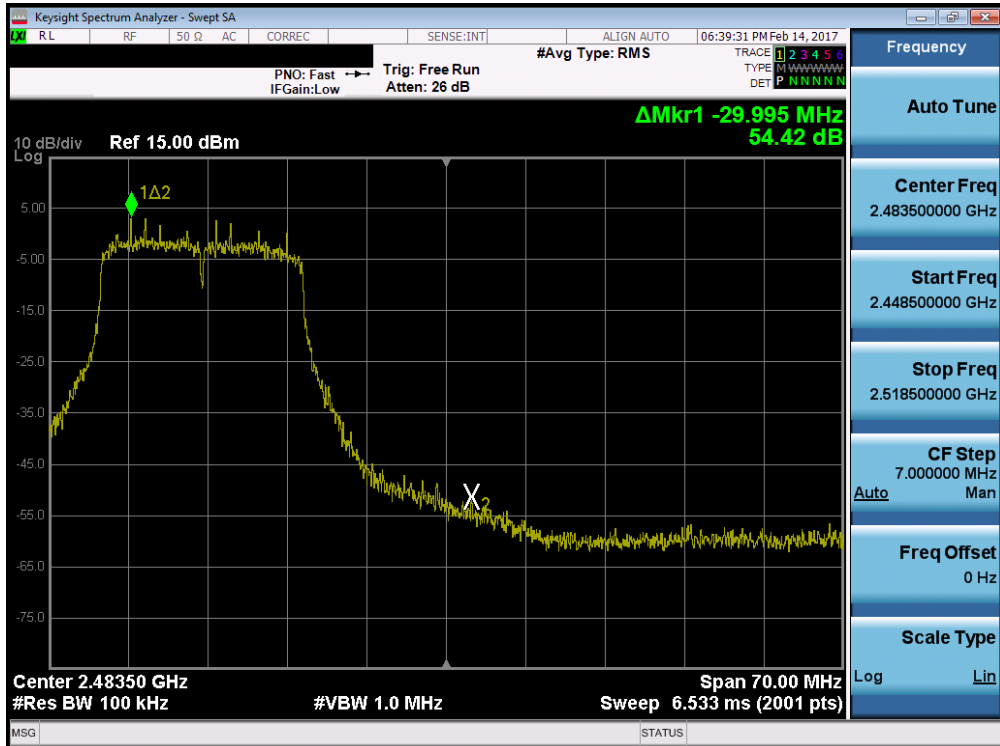 Keysight Spectrum Analyzer - Swept SA
LXI RL RF 50 Ω AC CORREC SENSE:INT ALIGN AUTO 06:39:31 PM Feb 14, 2017
PNO: Fast
IFGain:Low
Trig: Free Run
Atten: 26 dB
#Avg Type: RMS
TRACE 1 2 3 4 5 6
TYPE M WWWWW
DET P N N N N N
ΔMkr1 -29.995 MHz
54.42 dB
10 dB/div Ref 15.00 dBm
Log
1Δ2
5.00
-5.00
-15.0
-25.0
-35.0
-45.0
X2
-55.0
-65.0
-75.0
Center 2.48350 GHz Span 70.00 MHz
#Res BW 100 kHz #VBW 1.0 MHz Sweep 6.533 ms (2001 pts)
MSG STATUS
Frequency
Auto Tune
Center Freq
2.483500000 GHz
Start Freq
2.448500000 GHz
Stop Freq
2.518500000 GHz
CF Step
7.000000 MHz
Auto Man
Freq Offset
0 Hz
Scale Type
Log Lin